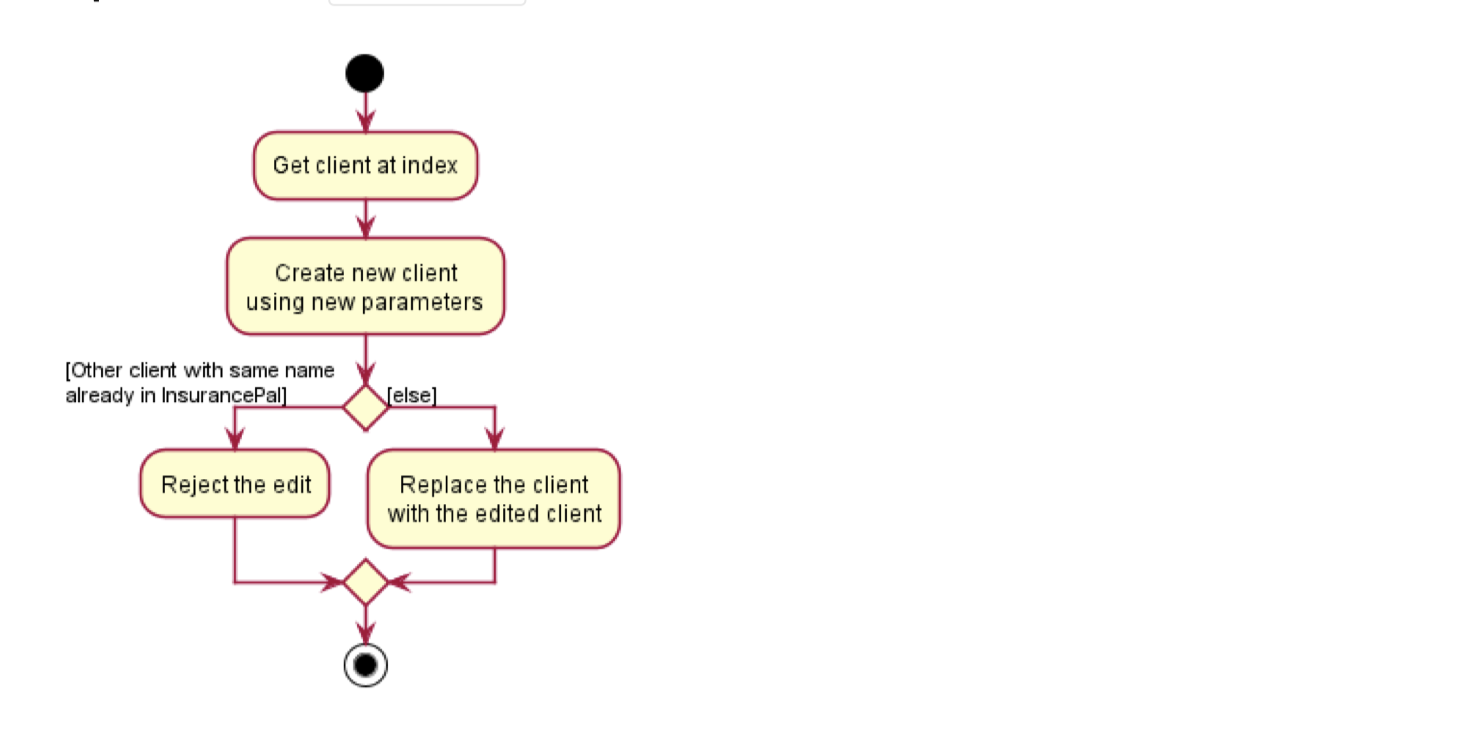 Get client at index
Create new client
using new parameters
[Other client with same name
already in InsurancePal]
[else]
Reject the edit
Replace the client
with the edited client